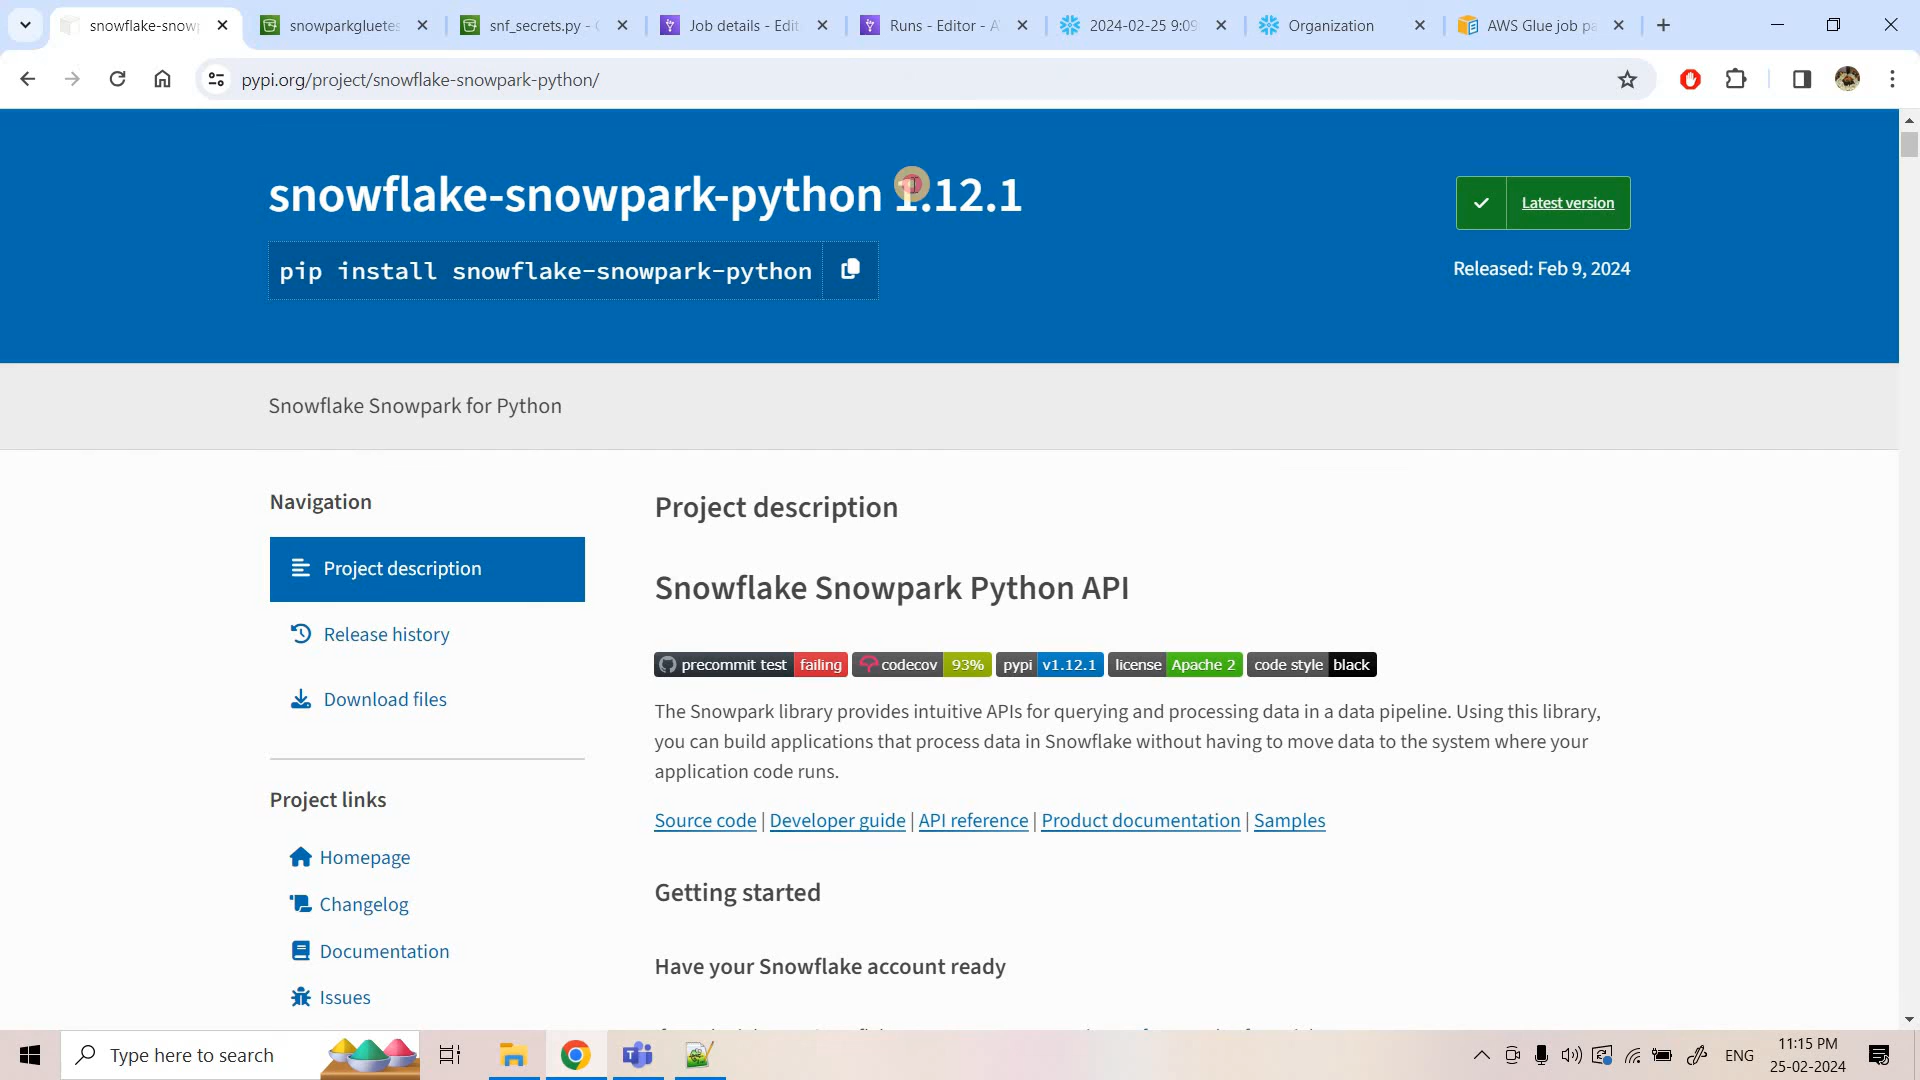 snowflake-snowp
snowparkgluetes
snf_secrets.py - 
Job details - Edit
Runs - Editor - A
2024-02-25 9:09
Organization
AWS Glue job pa
pypi.org/project/snowflake-snowpark-python/
snowflake-snowpark-python 1.12.1
Latest version
pip install snowflake-snowpark-python
Released: Feb 9, 2024
Snowflake Snowpark for Python
Navigation
Project description
Release history
Download files
Project links
Homepage
Changelog
Documentation
Issues
Project description
Snowflake Snowpark Python API
precommit test failing codecov 93% pypi v1.12.1 license Apache 2 code style black
The Snowpark library provides intuitive APIs for querying and processing data in a data pipeline. Using this library,
you can build applications that process data in Snowflake without having to move data to the system where your
application code runs.
Source code | Developer guide | API reference | Product documentation | Samples
Getting started
Have your Snowflake account ready
Type here to search
ENG
11:15 PM
25-02-2024